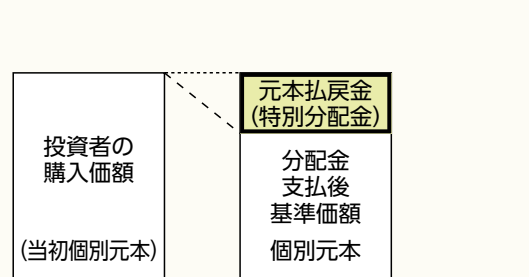 投資者の
購入価額
(当初個別元本)
元本払戻金
(特別分配金)
分配金
支払後
基準価額
個別元本